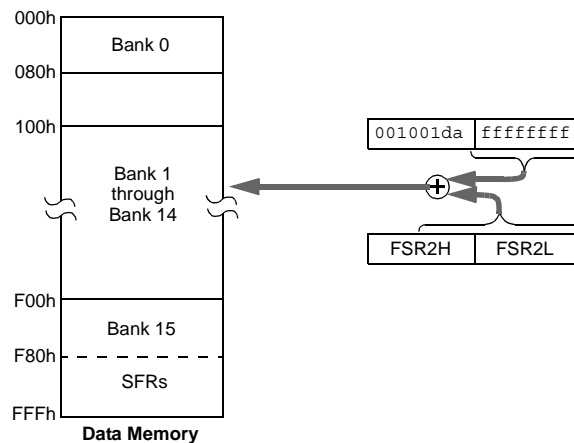 000h
Bank 0
080h
100h
001001da ffffffff
Bank 1
through
Bank 14
FSR2H FSR2L
F00h
Bank 15
F80h
SFRs
FFFh
Data Memory